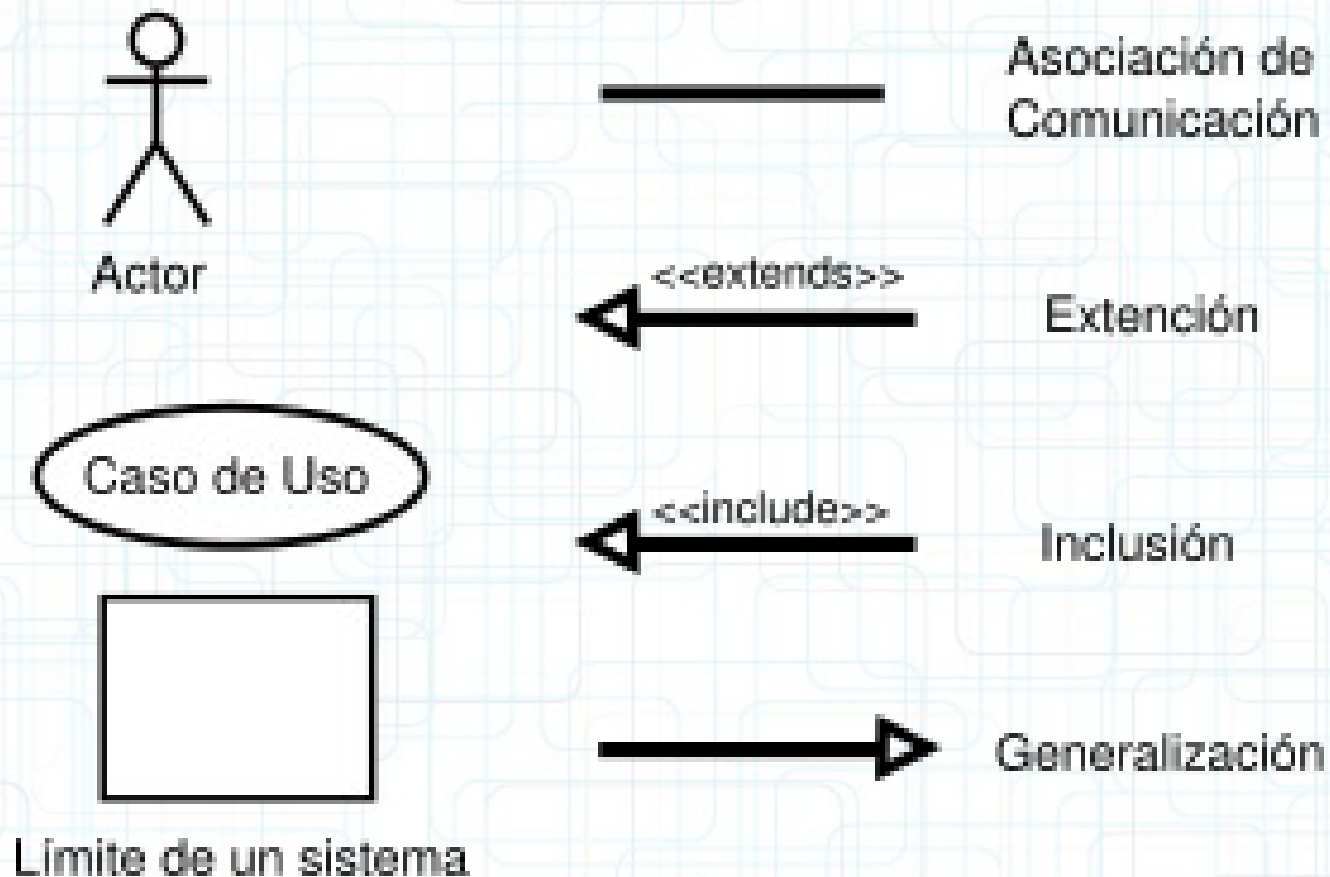 Asociación de
Comunicación
Actor
<<extends>>
Extención
Caso de Uso
<<include>>
Inclusión
Generalización
Límite de un sistema